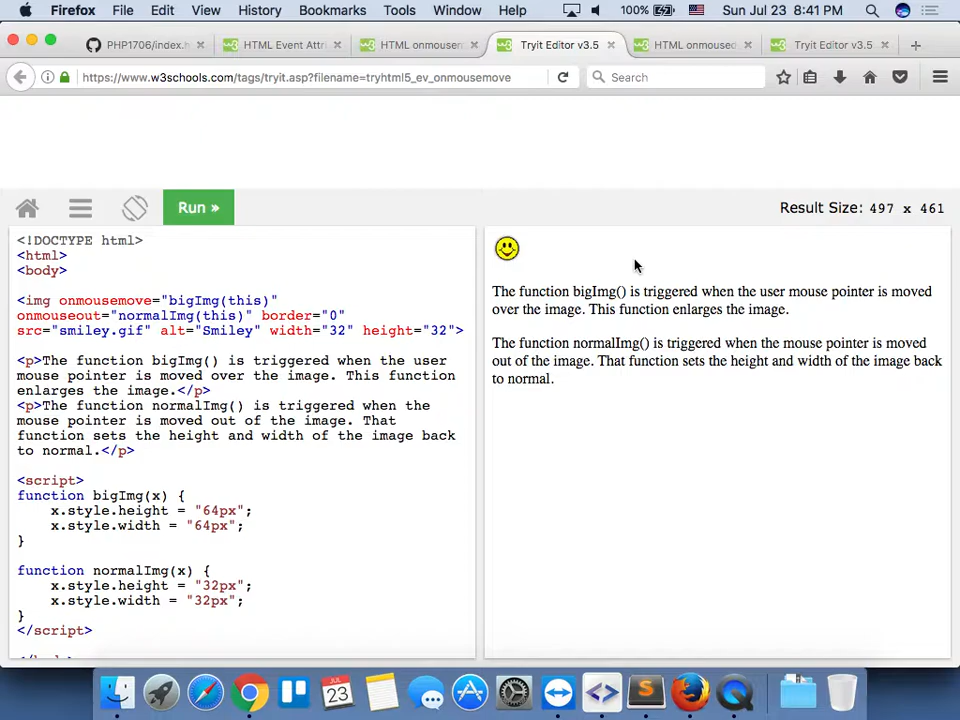 Firefox File Edit View History Bookmarks Tools Window Help 100% Sun Jul 23 8:41 PM
PHP1706/index.h HTML Event Attri HTML onmousem Tryit Editor v3.5 HTML onmoused Tryit Editor v3.5
https://www.w3schools.com/tags/tryit.asp?filename=tryhtml5_ev_onmousemove Search
Run » Result Size: 497 x 461
<!DOCTYPE html>
<html>
<body>
<img onmousemove="bigImg(this)"
onmouseout="normalImg(this)" border="0"
src="smiley.gif" alt="Smiley" width="32" height="32">
<p>The function bigImg() is triggered when the user
mouse pointer is moved over the image. This function
enlarges the image.</p>
<p>The function normalImg() is triggered when the
mouse pointer is moved out of the image. That
function sets the height and width of the image back
to normal.</p>
<script>
function bigImg(x) {
x.style.height = "64px";
x.style.width = "64px";
}
function normalImg(x) {
x.style.height = "32px";
x.style.width = "32px";
}
</script>
The function bigImg() is triggered when the user mouse pointer is moved
over the image. This function enlarges the image.
The function normalImg() is triggered when the mouse pointer is moved
out of the image. That function sets the height and width of the image back
to normal.
JUL
23